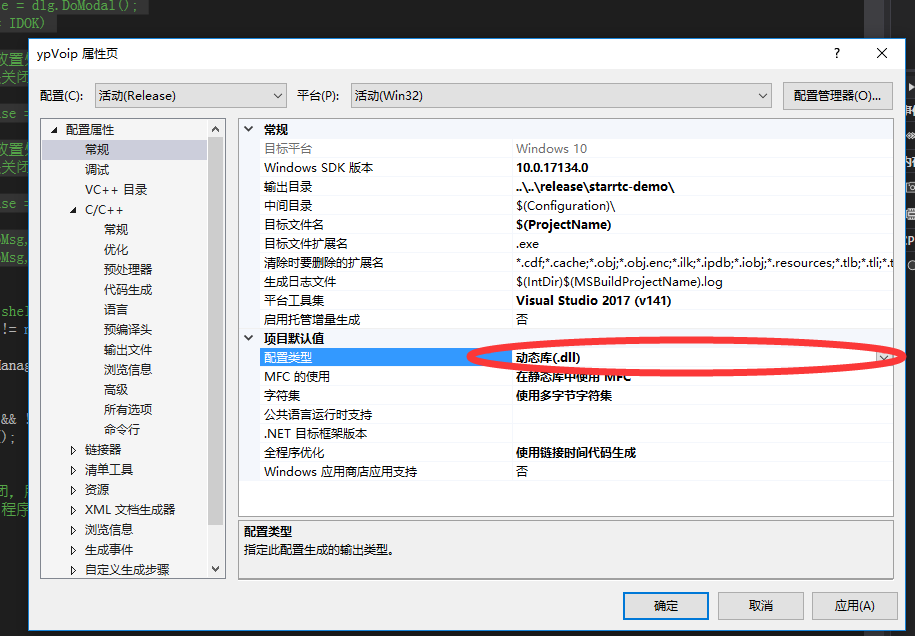 e = dlg.DoModal();
IDOK)
ypVoip 属性页
?
配置(C): 活动(Release) 平台(P): 活动(Win32) 配置管理器(O)...
配置属性
常规
调试
VC++ 目录
C/C++
常规
优化
预处理器
代码生成
语言
预编译头
输出文件
浏览信息
高级
所有选项
命令行
链接器
清单工具
资源
XML 文档生成器
浏览信息
生成事件
自定义生成步骤
常规
目标平台 Windows 10
Windows SDK 版本 10.0.17134.0
输出目录 ..\..\release\starrtc-demo\
中间目录 $(Configuration)\
目标文件名 $(ProjectName)
目标文件扩展名 .exe
清除时要删除的扩展名 *.cdf;*.cache;*.obj;*.obj.enc;*.ilk;*.ipdb;*.iobj;*.resources;*.tlb;*.tli;*.t
生成日志文件 $(IntDir)$(MSBuildProjectName).log
平台工具集 Visual Studio 2017 (v141)
启用托管增量生成 否
项目默认值
配置类型 动态库(.dll)
MFC 的使用 在静态库中使用 MFC
字符集 使用多字节字符集
公共语言运行时支持
.NET 目标框架版本
全程序优化 使用链接时间代码生成
Windows 应用商店应用支持 否
配置类型
指定此配置生成的输出类型。
确定 取消 应用(A)